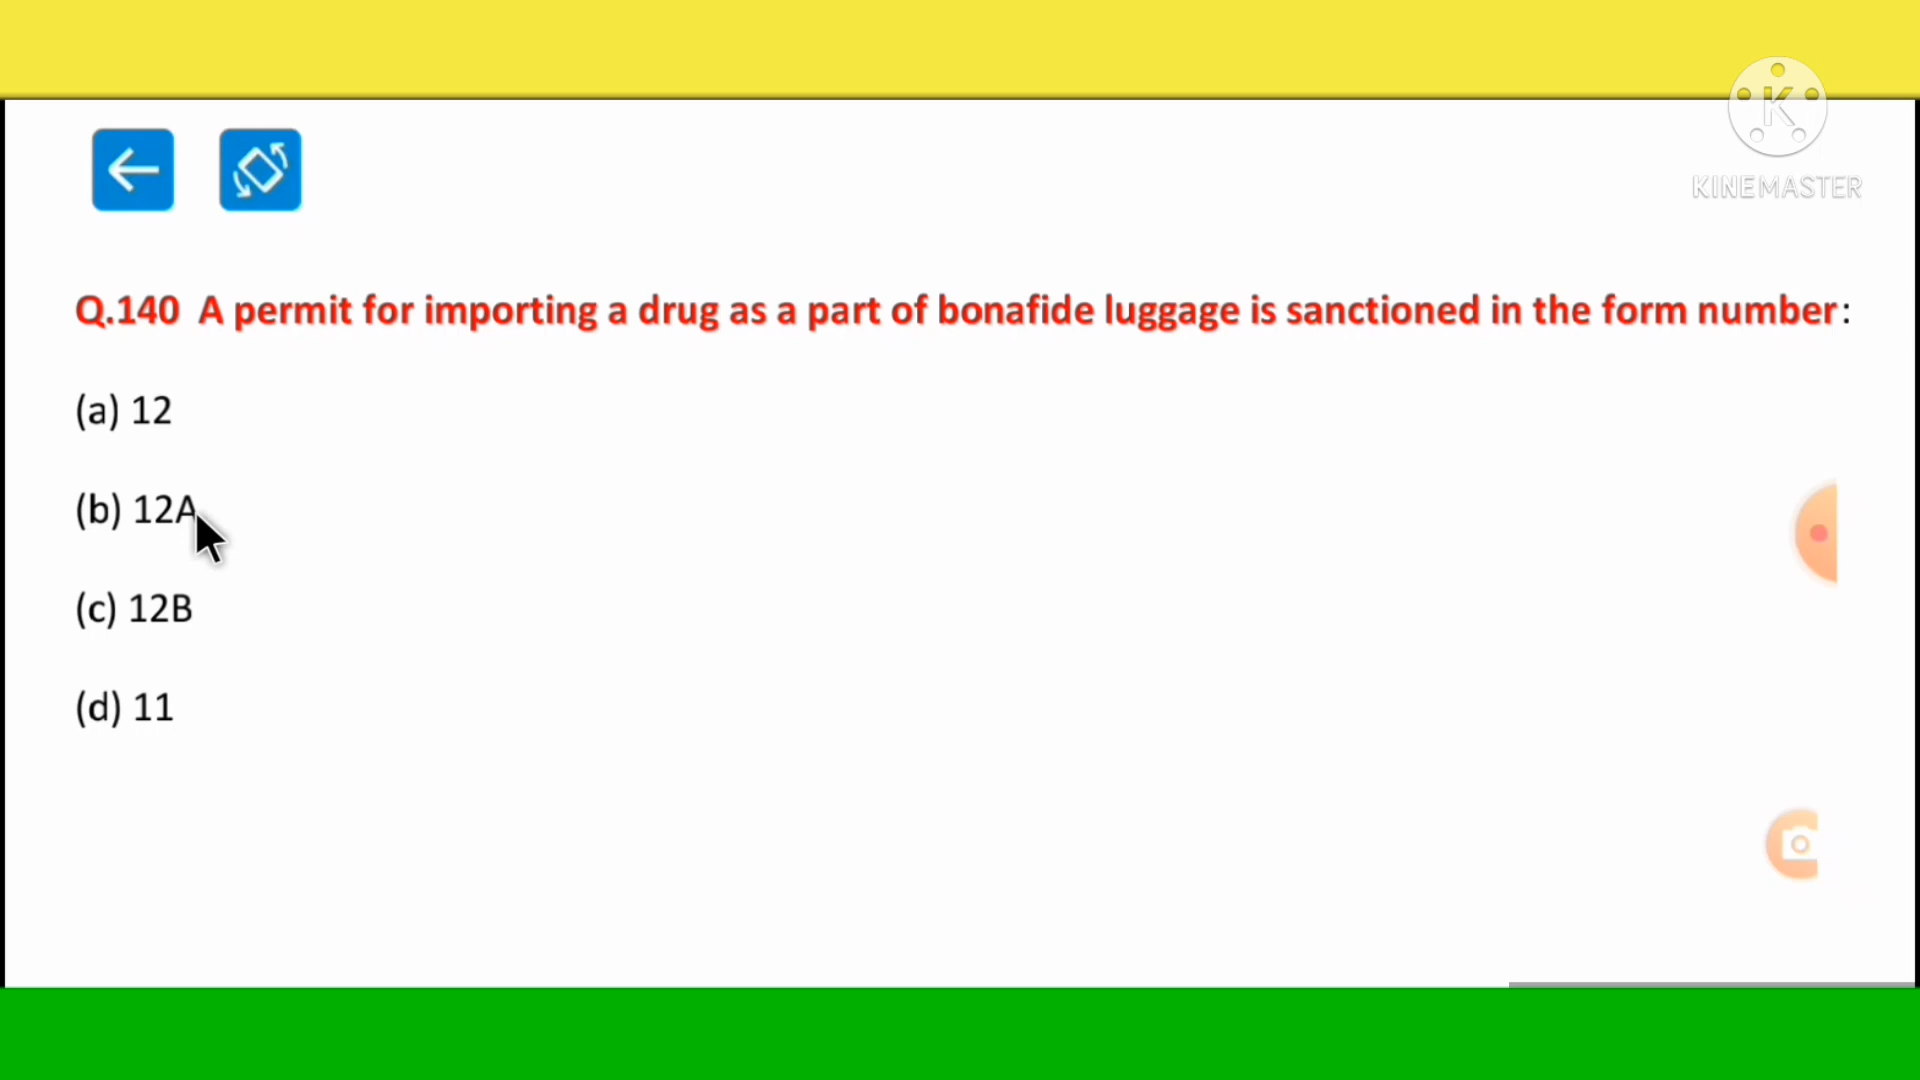 K
KINEMASTER
Q.140 A permit for importing a drug as a part of bonafide luggage is sanctioned in the form number:
(a) 12
(b) 12A
(c) 12B
(d) 11